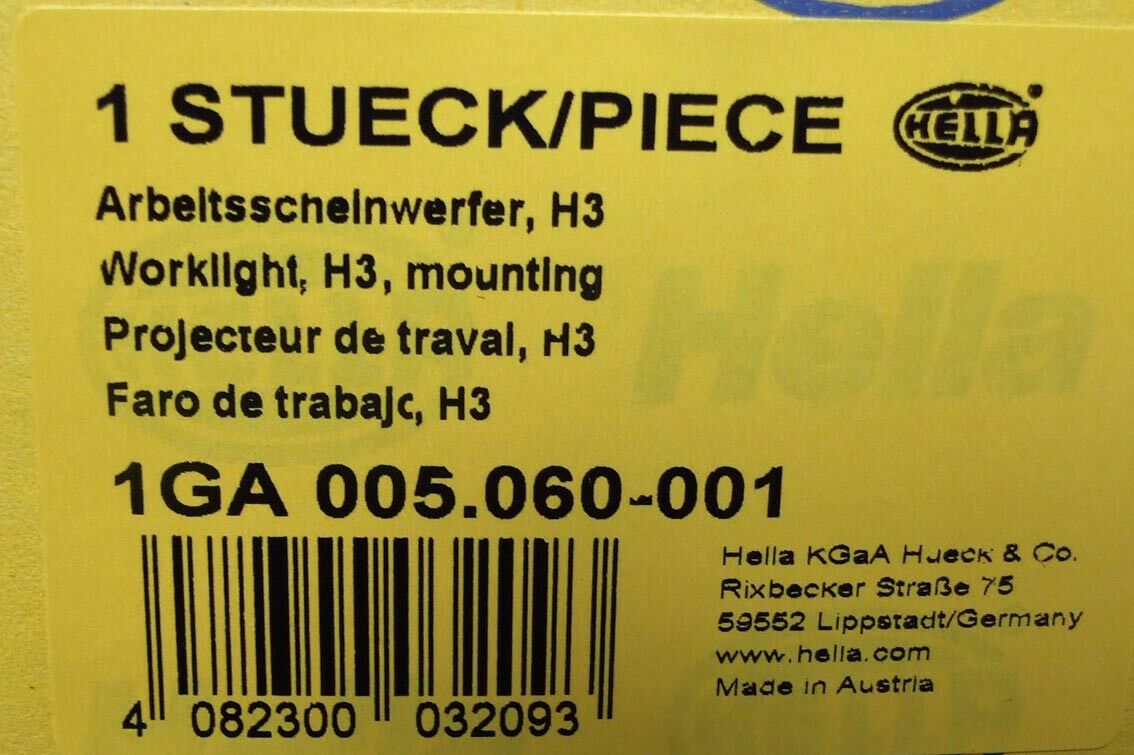 1 STUECK/PIECE
HELLA
Arbeitsscheinwerfer, H3
Worklight, H3, mounting
Projecteur de traval, H3
Faro de trabajo, H3
Hella
1GA 005.060-001
4 082300 032093
Hella KGaA Hueck & Co.
Rixbecker Straße 75
59552 Lippstadt/Germany
www.hella.com
Made in Austria